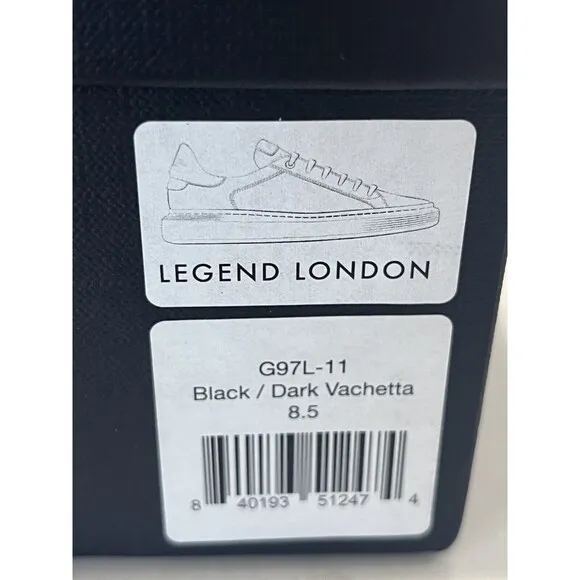 LEGEND LONDON
G97L-11
Black / Dark Vachetta
8.5
8 40193 51247 4